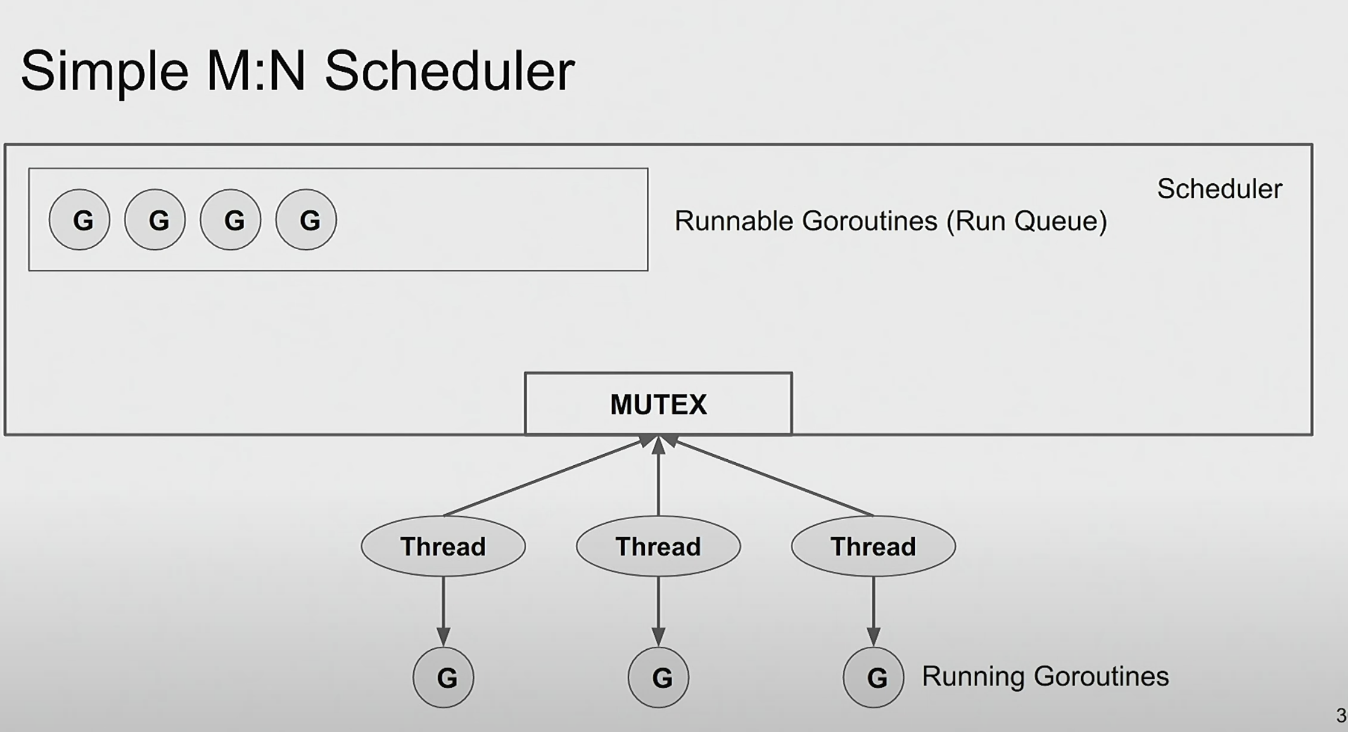 Simple M:N Scheduler
Scheduler
G G G G
Runnable Goroutines (Run Queue)
MUTEX
Thread Thread Thread
G G G
Running Goroutines
3